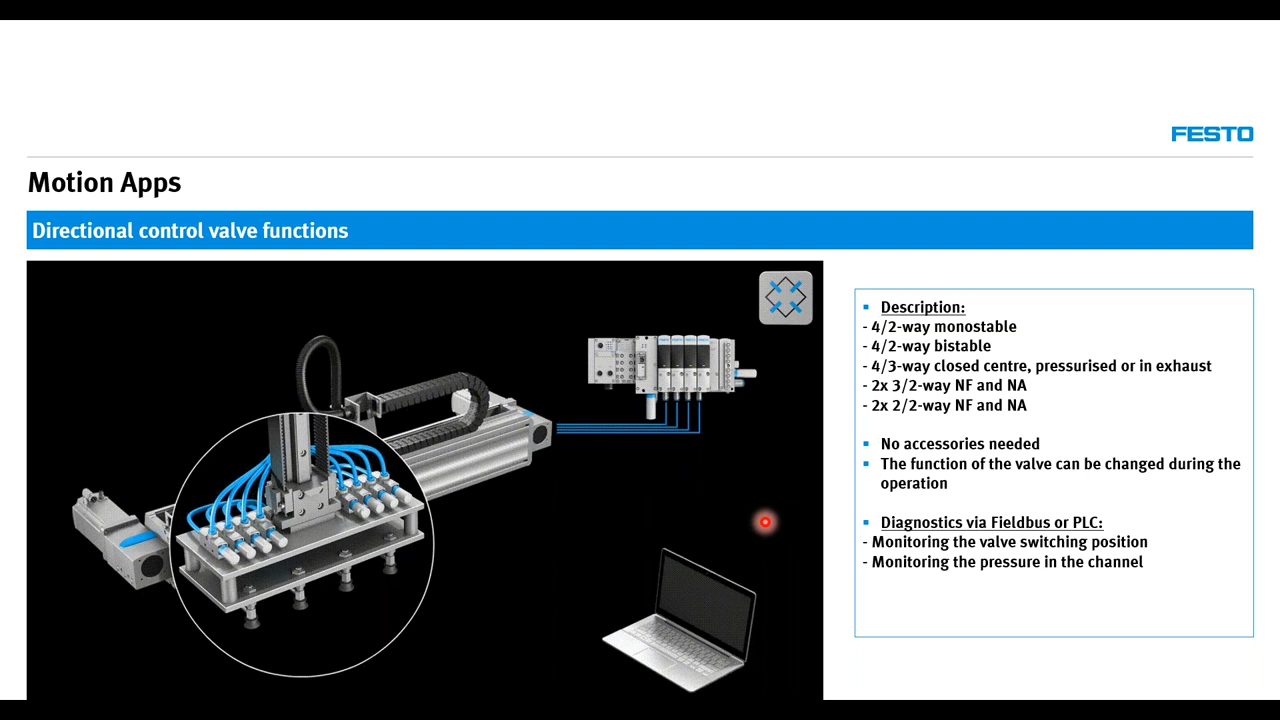 FESTO
Motion Apps
Directional control valve functions
▪ Description:
- 4/2-way monostable
- 4/2-way bistable
- 4/3-way closed centre, pressurised or in exhaust
- 2x 3/2-way NF and NA
- 2x 2/2-way NF and NA
▪ No accessories needed
▪ The function of the valve can be changed during the
operation
▪ Diagnostics via Fieldbus or PLC:
- Monitoring the valve switching position
- Monitoring the pressure in the channel